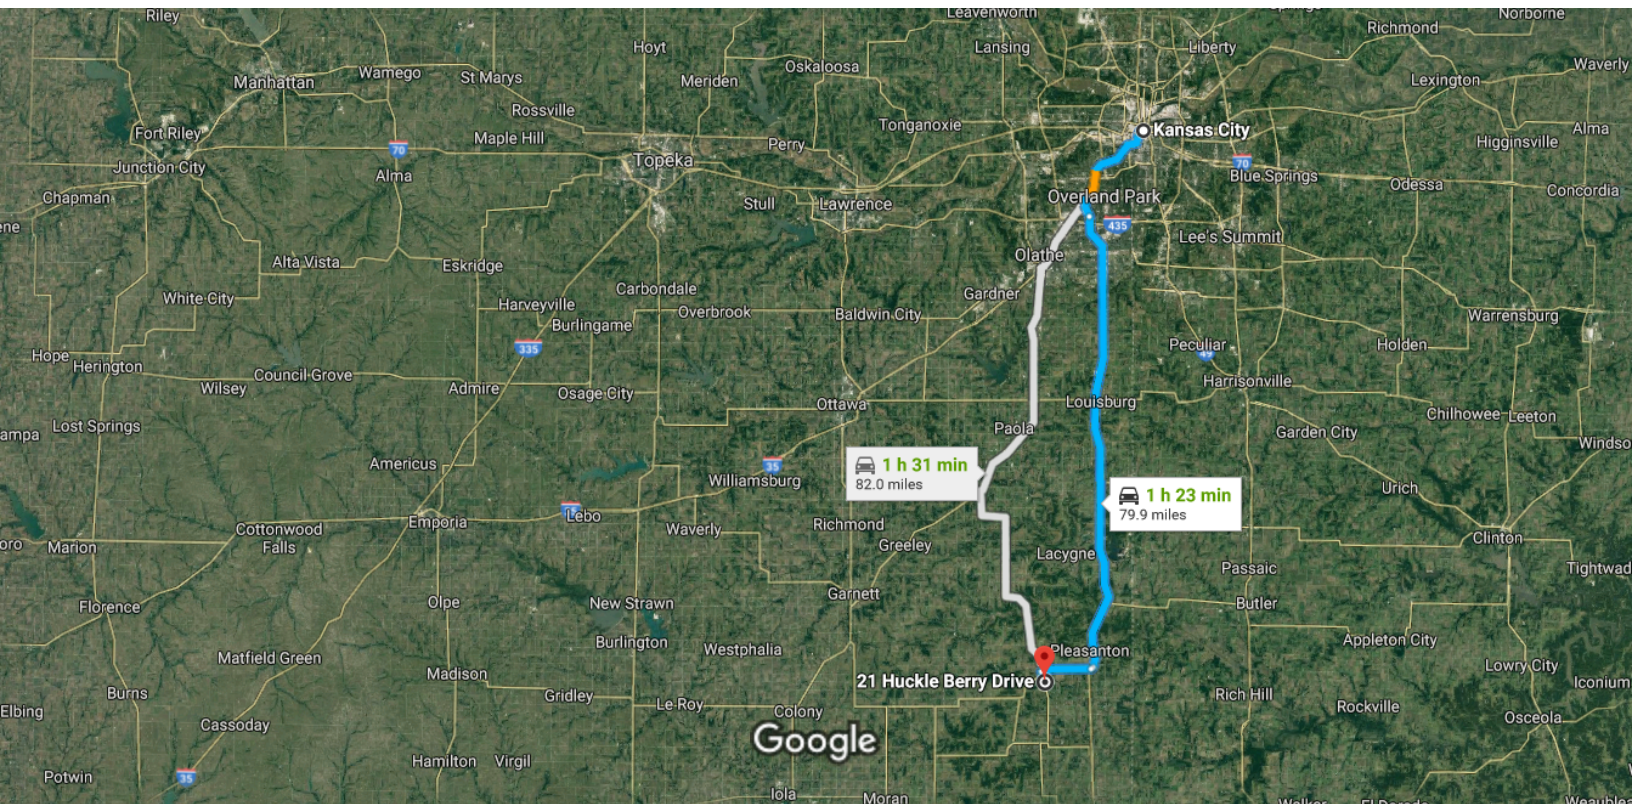 Riley
Leavenworth
Norborne
Richmond
Hoyt
Lansing
Liberty
Manhattan
Wamego
St Marys
Meriden
Oskaloosa
Lexington
Waverly
Rossville
Fort Riley
Maple Hill
Tonganoxie
Kansas City
Alma
Higginsville
70
Perry
Junction City
Topeka
70
Alma
Blue Springs
Odessa
Concordia
Chapman
Stull
Lawrence
Overland Park
435
Lee's Summit
Olathe
Alta Vista
Eskridge
White City
Carbondale
Gardner
Harveyville
Overbrook
Baldwin City
Warrensburg
Burlingame
335
Peculiar
49
Holden
Hope
Herington
Council Grove
Wilsey
Admire
Osage City
Harrisonville
Ottawa
Louisburg
Chilhowee
Leeton
Lost Springs
Paola
Garden City
Americus
35
1 h 31 min
82.0 miles
Williamsburg
Urich
1 h 23 min
79.9 miles
Lebo
Emporia
Cottonwood
Falls
Waverly
Richmond
Greeley
Clinton
Marion
Lacygne
Passaic
Tightwad
Florence
Olpe
New Strawn
Garnett
Butler
Burlington
Westphalia
Pleasanton
Appleton City
Matfield Green
Madison
Lowry City
21 Huckle Berry Drive
Iconium
Burns
Gridley
Le Roy
Colony
Rich Hill
Rockville
Elbing
Cassoday
Osceola
Google
Hamilton
Virgil
Potwin
35
Iola
Moran